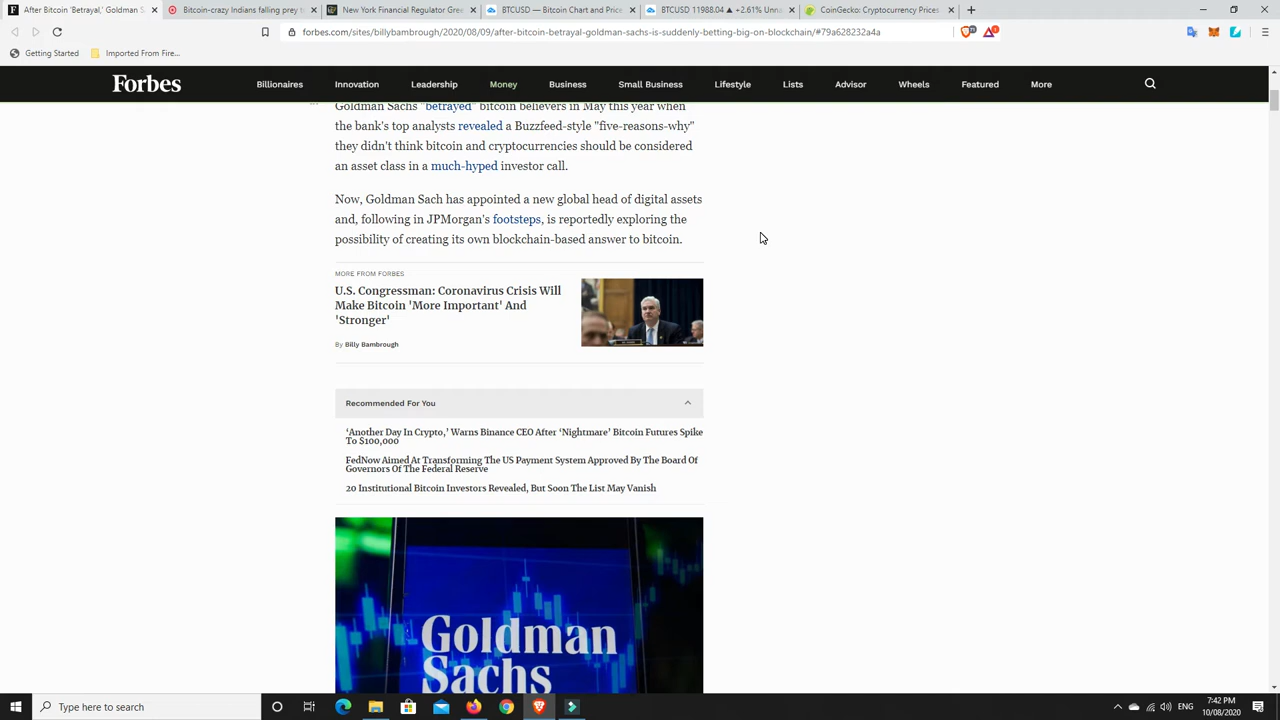 After Bitcoin 'Betrayal,' Goldman S
Bitcoin-crazy Indians falling prey t
New York Financial Regulator Gree
BTCUSD — Bitcoin Chart and Price
BTCUSD 11988.04 ▲ +2.61% Unna
CoinGecko: Cryptocurrency Prices
forbes.com/sites/billybambrough/2020/08/09/after-bitcoin-betrayal-goldman-sachs-is-suddenly-betting-big-on-blockchain/#79a628232a4a
Getting Started
Imported From Fire...
Forbes
Billionaires
Innovation
Leadership
Money
Business
Small Business
Lifestyle
Lists
Advisor
Wheels
Featured
More
Goldman Sachs "betrayed" bitcoin believers in May this year when
the bank's top analysts revealed a Buzzfeed-style "five-reasons-why"
they didn't think bitcoin and cryptocurrencies should be considered
an asset class in a much-hyped investor call.
Now, Goldman Sach has appointed a new global head of digital assets
and, following in JPMorgan's footsteps, is reportedly exploring the
possibility of creating its own blockchain-based answer to bitcoin.
MORE FROM FORBES
U.S. Congressman: Coronavirus Crisis Will
Make Bitcoin 'More Important' And
'Stronger'
By Billy Bambrough
Recommended For You
'Another Day In Crypto,' Warns Binance CEO After 'Nightmare' Bitcoin Futures Spike
To $100,000
FedNow Aimed At Transforming The US Payment System Approved By The Board Of
Governors Of The Federal Reserve
20 Institutional Bitcoin Investors Revealed, But Soon The List May Vanish
Goldman
Sachs
Type here to search
ENG
7:42 PM
10/08/2020